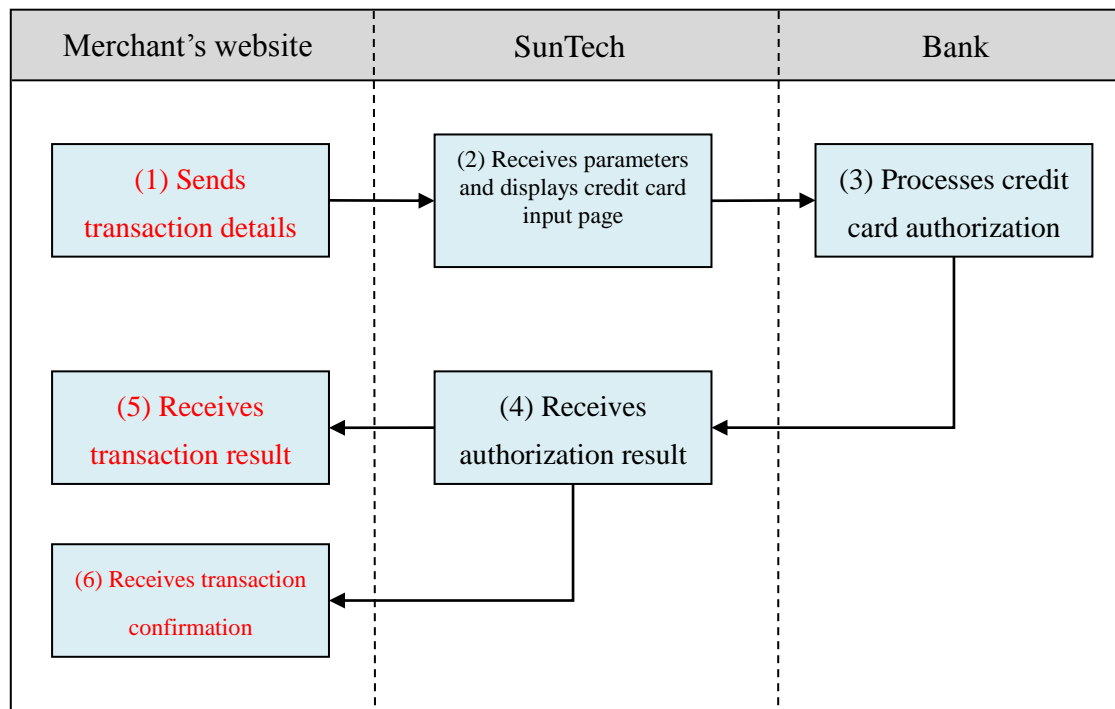 Merchant’s website
SunTech
Bank
(1) Sends
transaction details
(2) Receives parameters
and displays credit card
input page
(3) Processes credit
card authorization
(5) Receives
transaction result
(4) Receives
authorization result
(6) Receives transaction
confirmation